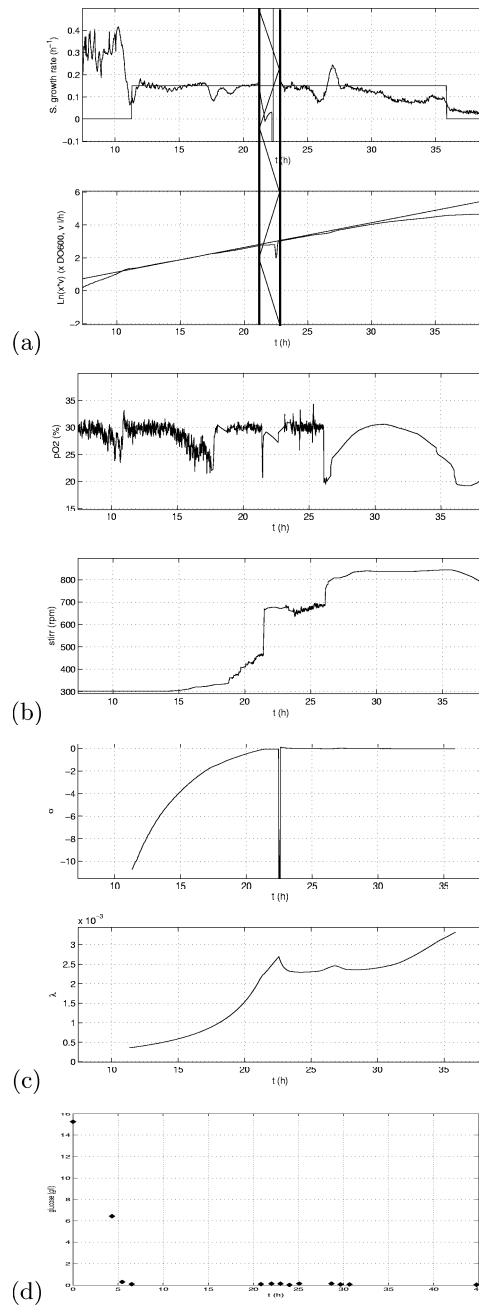 S. growth rate (h⁻¹)
0.5
0.4
0.3
0.2
0.1
0
−0.1
10 15 20 25 30 35
t (h)
Ln(x*v) (x DO600, v l/h)
6
4
2
0
−2
10 15 20 25 30 35
t (h)
(a)
pO2 (%)
40
35
30
25
20
15
10 15 20 25 30 35
t (h)
stirr (rpm)
800
700
600
500
400
300
10 15 20 25 30 35
t (h)
(b)
σ
0
−2
−4
−6
−8
−10
10 15 20 25 30 35
t (h)
x 10⁻³
λ
3
2.5
2
1.5
1
0.5
0
10 15 20 25 30 35
t (h)
(c)
glucose (g/l)
16
14
12
10
8
6
4
2
0
0 5 10 15 20 25 30 35 40 45
t (h)
(d)